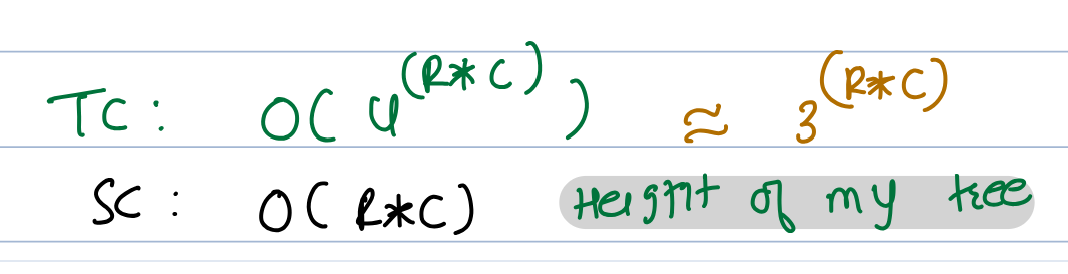 TC: O(4^(R*C)) ≈ 3^(R*C)
SC: O(R*C) Height of my tree